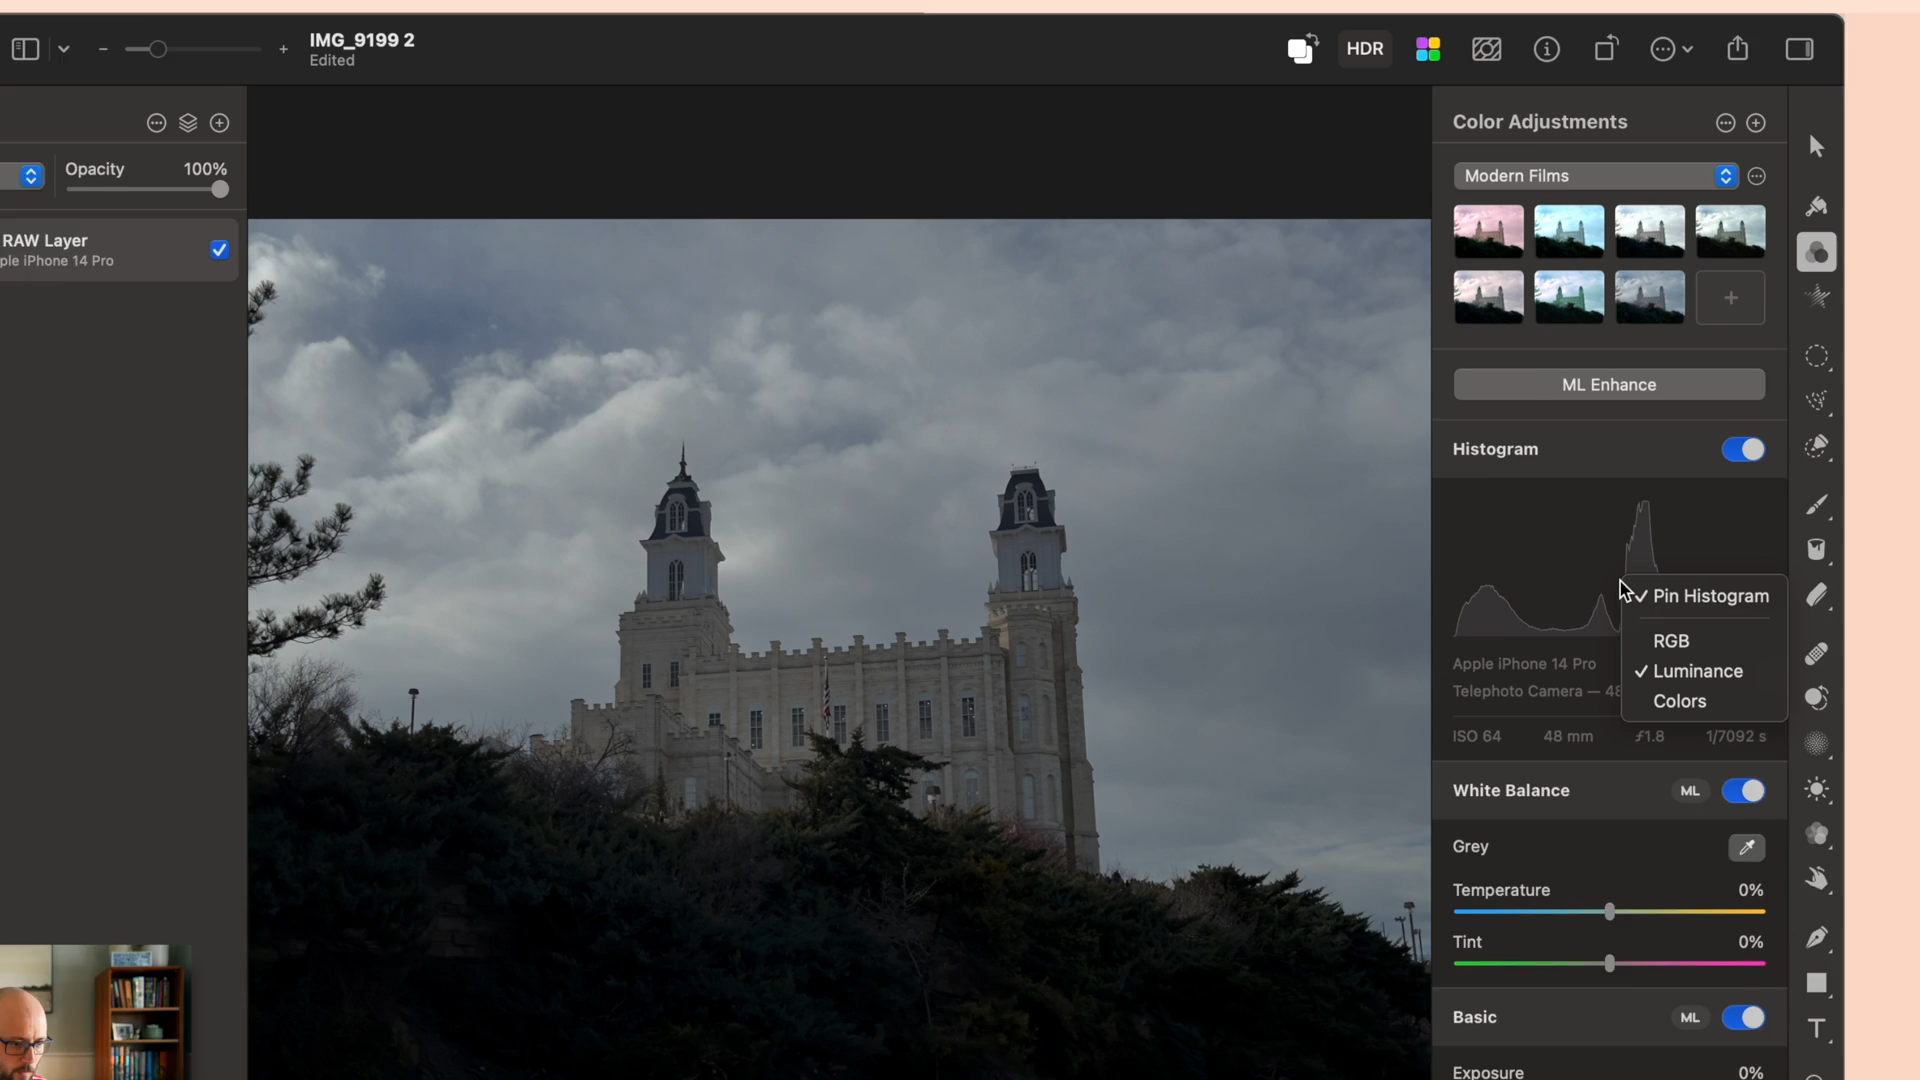 IMG_9199 2
Edited
HDR
Opacity 100%
RAW Layer
ple iPhone 14 Pro
Color Adjustments
Modern Films
ML Enhance
Histogram
Pin Histogram
RGB
Luminance
Colors
Apple iPhone 14 Pro
Telephoto Camera — 48
ISO 64 48 mm ƒ1.8 1/7092 s
White Balance ML
Grey
Temperature 0%
Tint 0%
Basic ML
Exposure 0%